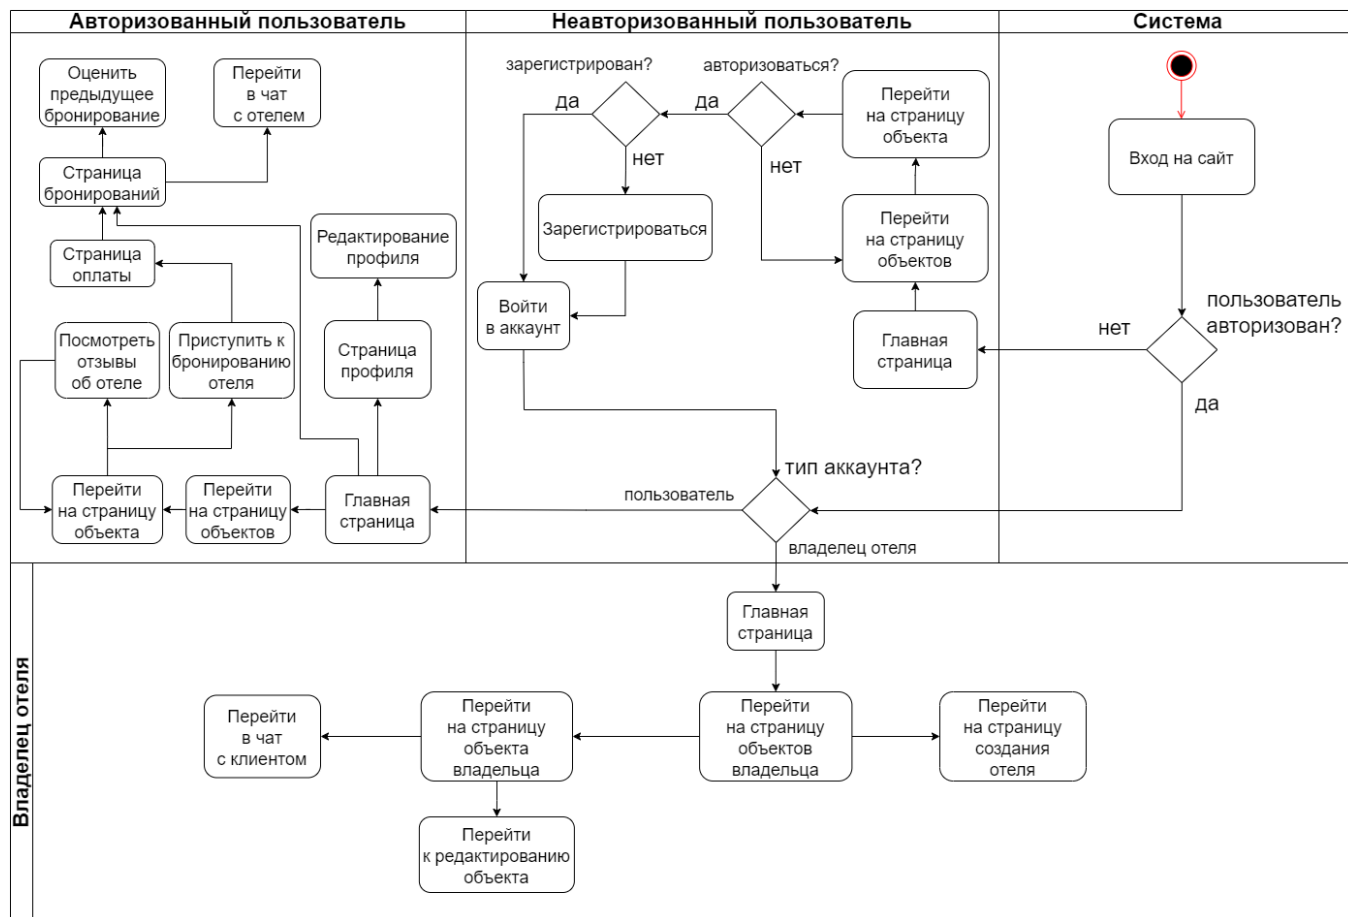 Авторизованный пользователь
Неавторизованный пользователь
Система
Оценить
предыдущее
бронирование
Перейти
в чат
с отелем
Страница
бронирований
Страница
оплаты
Редактирование
профиля
Посмотреть
отзывы
об отеле
Приступить к
бронированию
отеля
Страница
профиля
Перейти
на страницу
объекта
Перейти
на страницу
объектов
Главная
страница
зарегистрирован?
да
нет
авторизоваться?
да
нет
Перейти
на страницу
объекта
Зарегистрироваться
Перейти
на страницу
объектов
Войти
в аккаунт
Главная
страница
тип аккаунта?
пользователь
владелец отеля
Вход на сайт
пользователь
авторизован?
нет
да
Владелец отеля
Главная
страница
Перейти
в чат
с клиентом
Перейти
на страницу
объекта
владельца
Перейти
на страницу
объектов
владельца
Перейти
на страницу
создания
отеля
Перейти
к редактированию
объекта